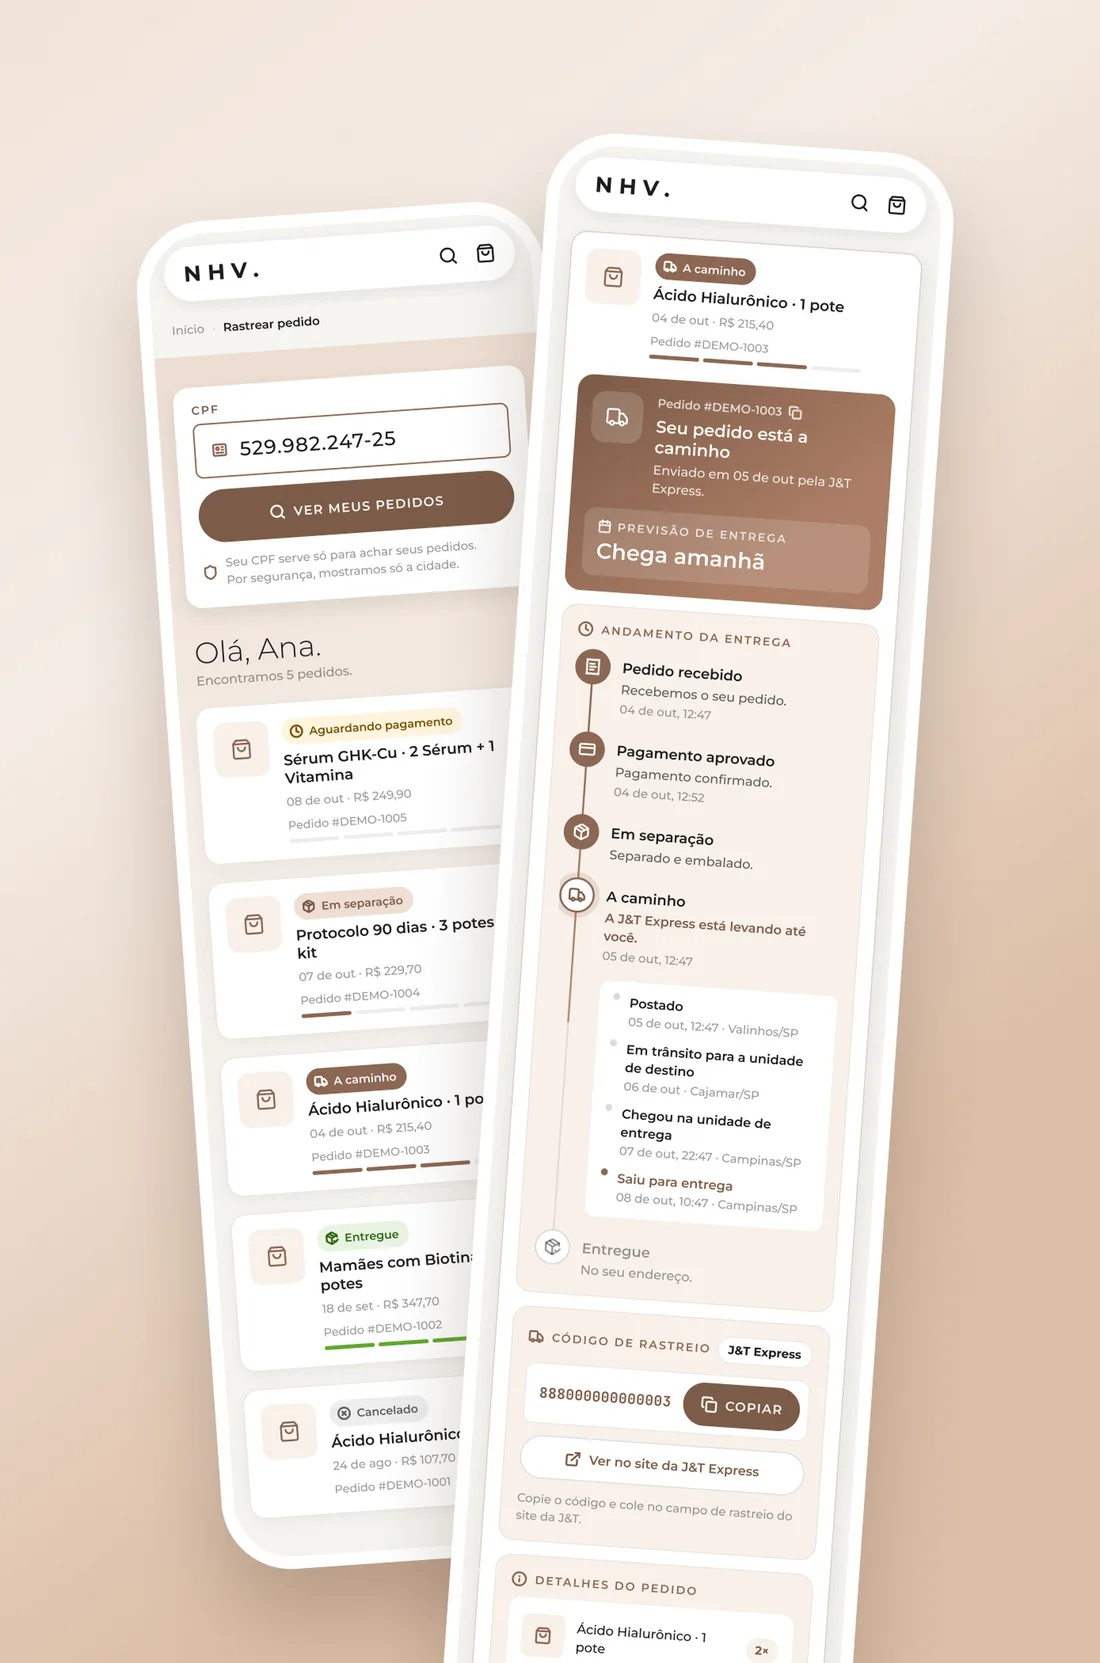 NHV.
Início · Rastrear pedido
CPF
529.982.247-25
VER MEUS PEDIDOS
Seu CPF serve só para achar seus pedidos.
Por segurança, mostramos só a cidade.
Olá, Ana.
Encontramos 5 pedidos.
Aguardando pagamento
Sérum GHK-Cu · 2 Sérum + 1
Vitamina
08 de out · R$ 249,90
Pedido #DEMO-1005
Em separação
Protocolo 90 dias · 3 potes
kit
07 de out · R$ 229,70
Pedido #DEMO-1004
A caminho
Ácido Hialurônico · 1 po
04 de out · R$ 215,40
Pedido #DEMO-1003
Entregue
Mamães com Biotina
potes
18 de set · R$ 347,70
Pedido #DEMO-1002
Cancelado
Ácido Hialurônico
24 de ago · R$ 107,70
Pedido #DEMO-1001
NHV.
A caminho
Ácido Hialurônico · 1 pote
04 de out · R$ 215,40
Pedido #DEMO-1003
Pedido #DEMO-1003
Seu pedido está a
caminho
Enviado em 05 de out pela J&T
Express.
PREVISÃO DE ENTREGA
Chega amanhã
ANDAMENTO DA ENTREGA
Pedido recebido
Recebemos o seu pedido.
04 de out, 12:47
Pagamento aprovado
Pagamento confirmado.
04 de out, 12:52
Em separação
Separado e embalado.
A caminho
A J&T Express está levando até
você.
05 de out, 12:47
Postado
05 de out, 12:47 · Valinhos/SP
Em trânsito para a unidade
de destino
06 de out · Cajamar/SP
Chegou na unidade de
entrega
07 de out, 22:47 · Campinas/SP
Saiu para entrega
08 de out, 10:47 · Campinas/SP
Entregue
No seu endereço.
CÓDIGO DE RASTREIO
J&T Express
888000000000003
COPIAR
Ver no site da J&T Express
Copie o código e cole no campo de rastreio do
site da J&T.
DETALHES DO PEDIDO
Ácido Hialurônico · 1
pote
2×